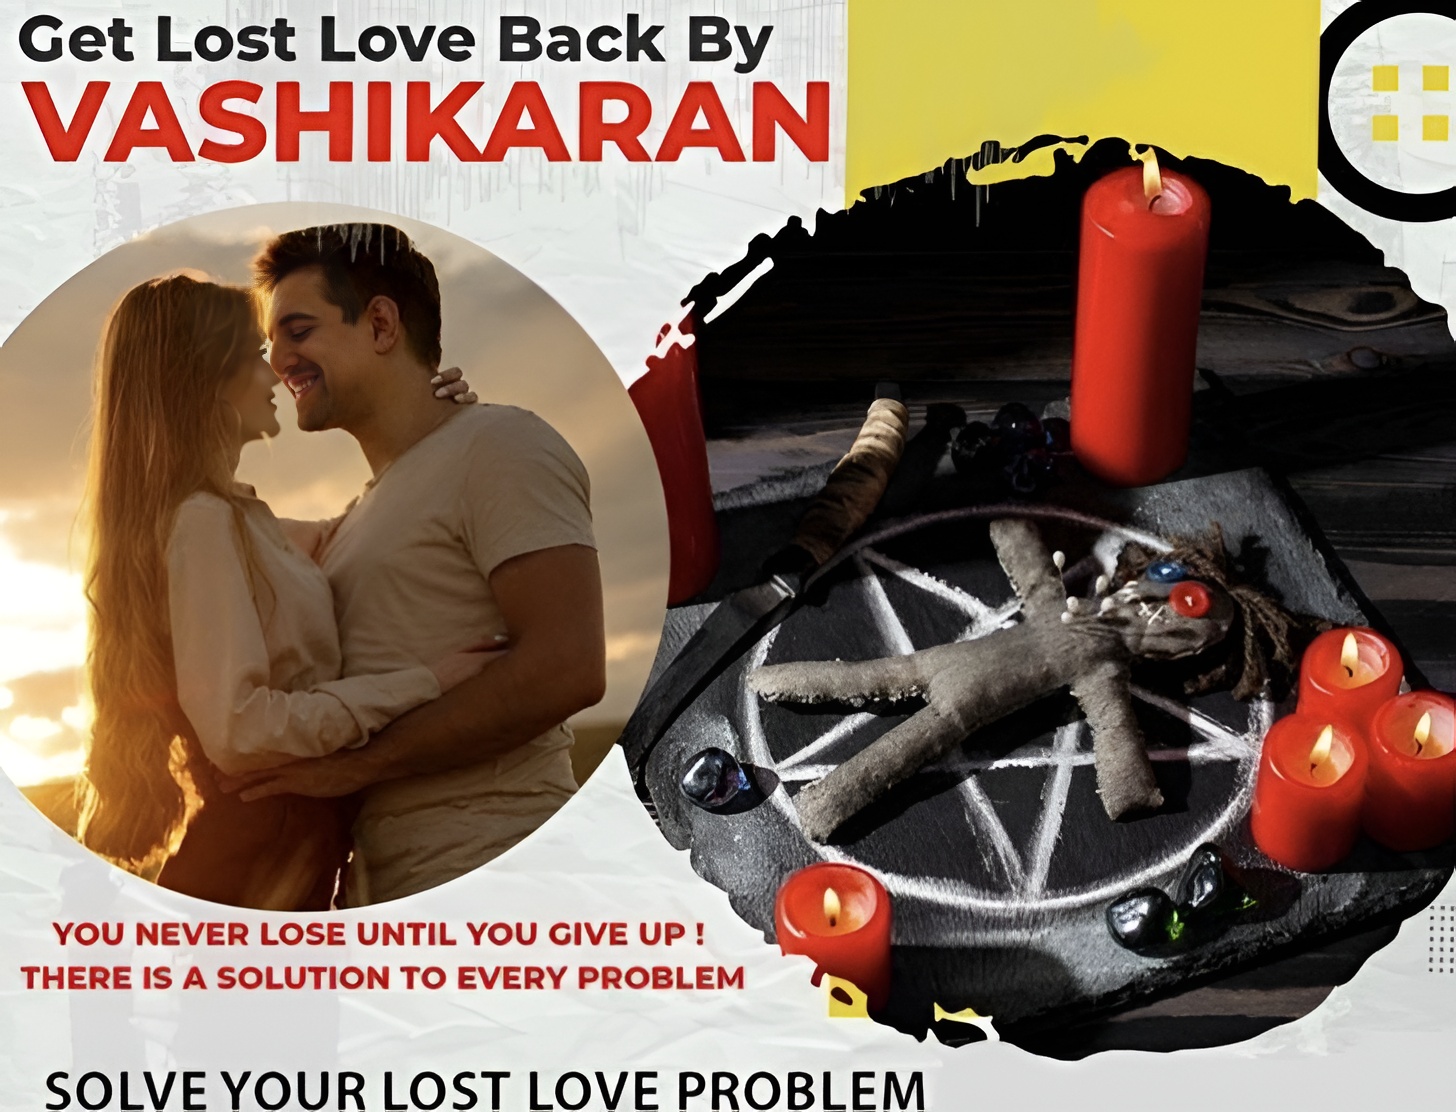 Get Lost Love Back By
VASHIKARAN
YOU NEVER LOSE UNTIL YOU GIVE UP !
THERE IS A SOLUTION TO EVERY PROBLEM
SOLVE YOUR LOST LOVE PROBLEM